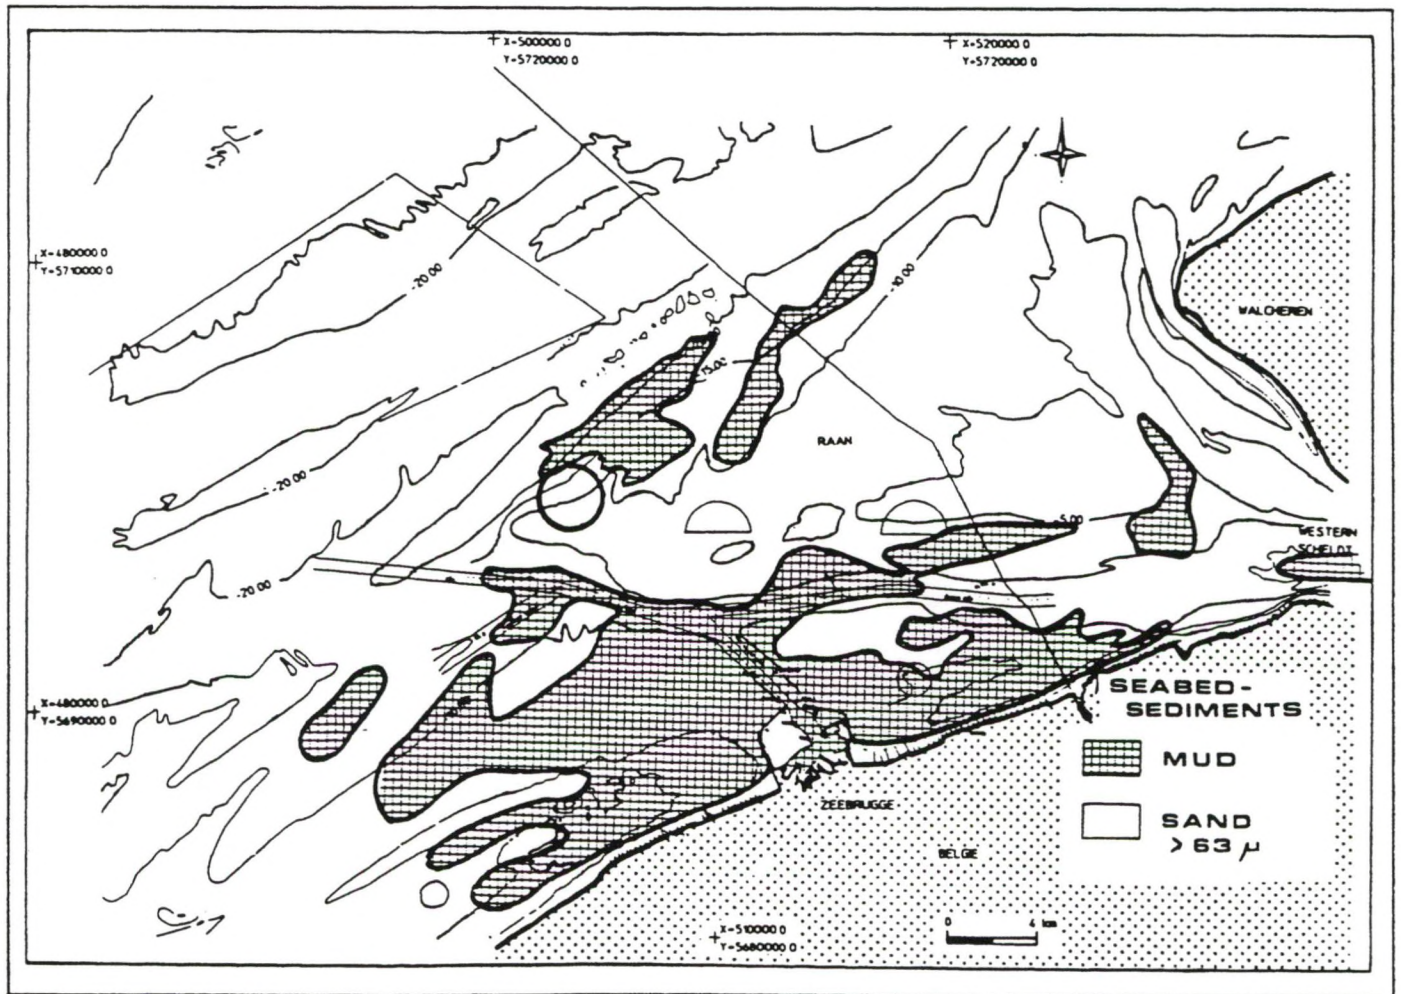 X=500000.0
Y=5720000.0
X=520000.0
Y=5720000.0
X=480000.0
Y=5710000.0
-20.00
-10.00
WALCHEREN
-15.00
RAAN
-20.00
-5.00
WESTERN
SCHELDT
-20.00
X=480000.0
Y=5690000.0
SEABED-
SEDIMENTS
MUD
ZEEBRUGGE
SAND
>63 µ
BELGIE
X=510000.0
Y=5680000.0
0 4 km